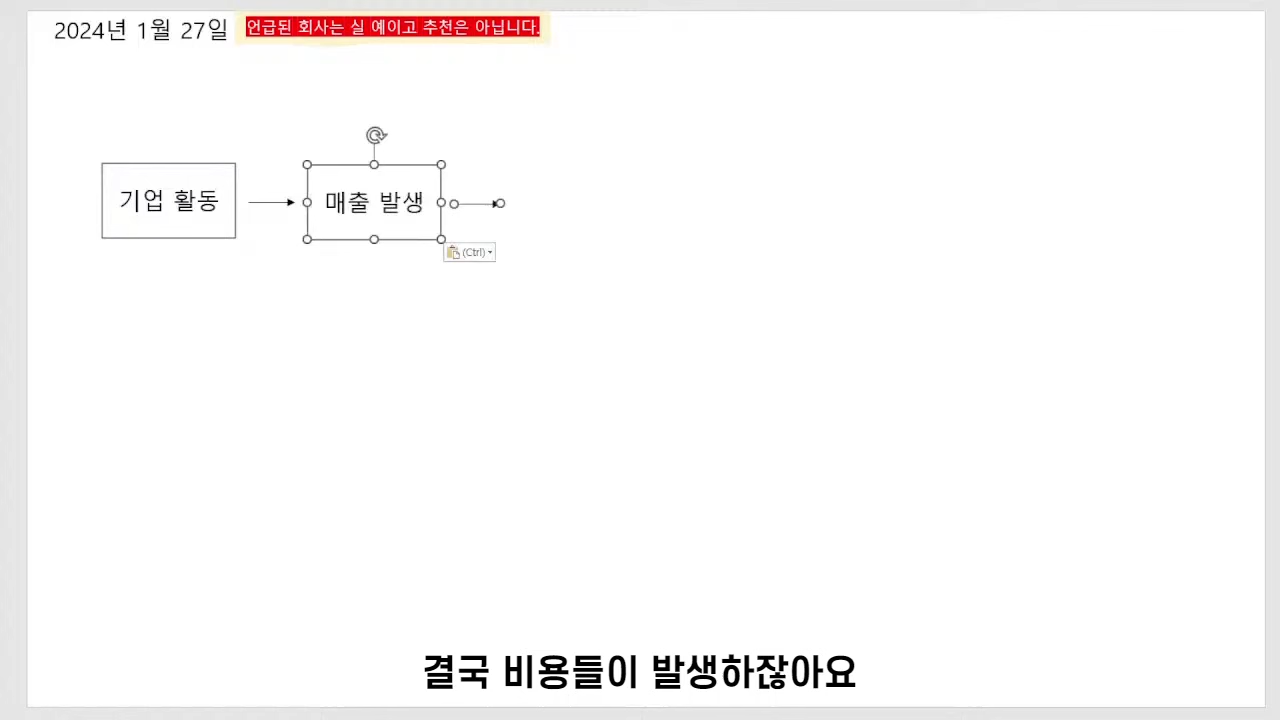 2024년 1월 27일 언급된 회사는 실 예이고 추천은 아닙니다.
기업 활동
매출 발생
(Ctrl)
결국 비용들이 발생하잖아요